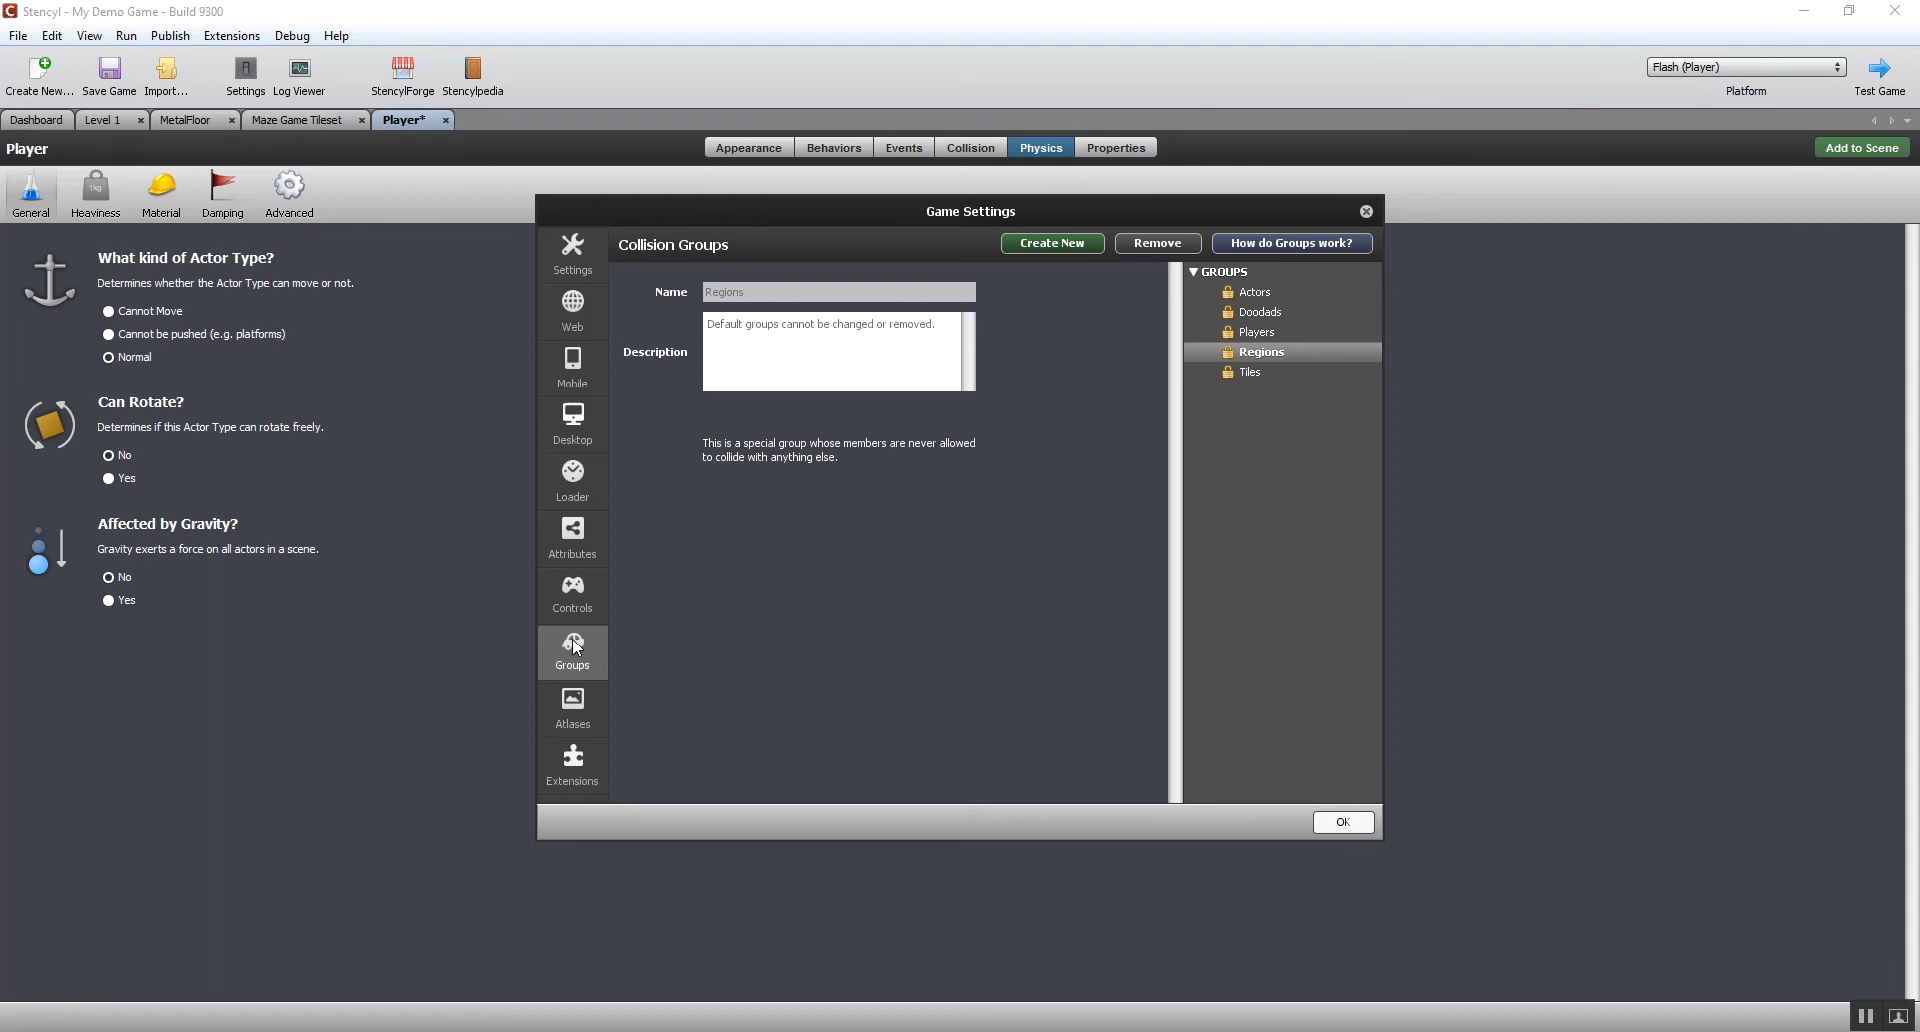 Stencyl - My Demo Game - Build 9300
File Edit View Run Publish Extensions Debug Help
Create New... Save Game Import... Settings Log Viewer StencylForge Stencylpedia
Flash (Player)
Platform
Test Game
Dashboard Level 1 MetalFloor Maze Game Tileset Player*
Player
Appearance Behaviors Events Collision Physics Properties
Add to Scene
1kg
General Heaviness Material Damping Advanced
What kind of Actor Type?
Determines whether the Actor Type can move or not.
Cannot Move
Cannot be pushed (e.g. platforms)
Normal
Can Rotate?
Determines if this Actor Type can rotate freely.
No
Yes
Affected by Gravity?
Gravity exerts a force on all actors in a scene.
No
Yes
Game Settings
Settings
Web
Mobile
Desktop
Loader
Attributes
Controls
Groups
Atlases
Extensions
Collision Groups
Create New Remove How do Groups work?
Name Regions
Description
Default groups cannot be changed or removed.
This is a special group whose members are never allowed
to collide with anything else.
GROUPS
Actors
Doodads
Players
Regions
Tiles
OK